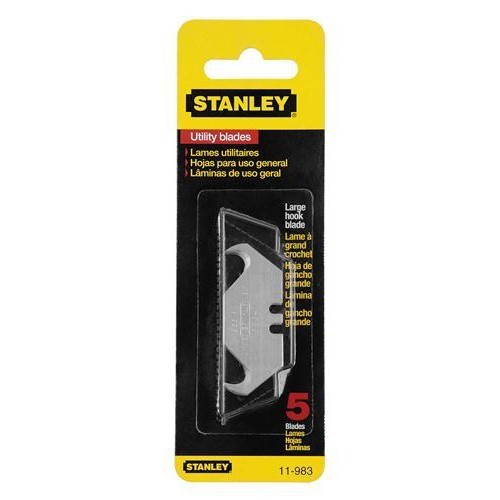 STANLEY®
Utility blades
Lames utilitaires
Hojas para uso general
Lâminas de uso geral
Large
hook
blade
Lame à
grand
crochet
Hoja de
gancho
grande
Lâmina
de
gancho
grande
5
Blades
Lames
Hojas
Lâminas
STANLEY
11-983